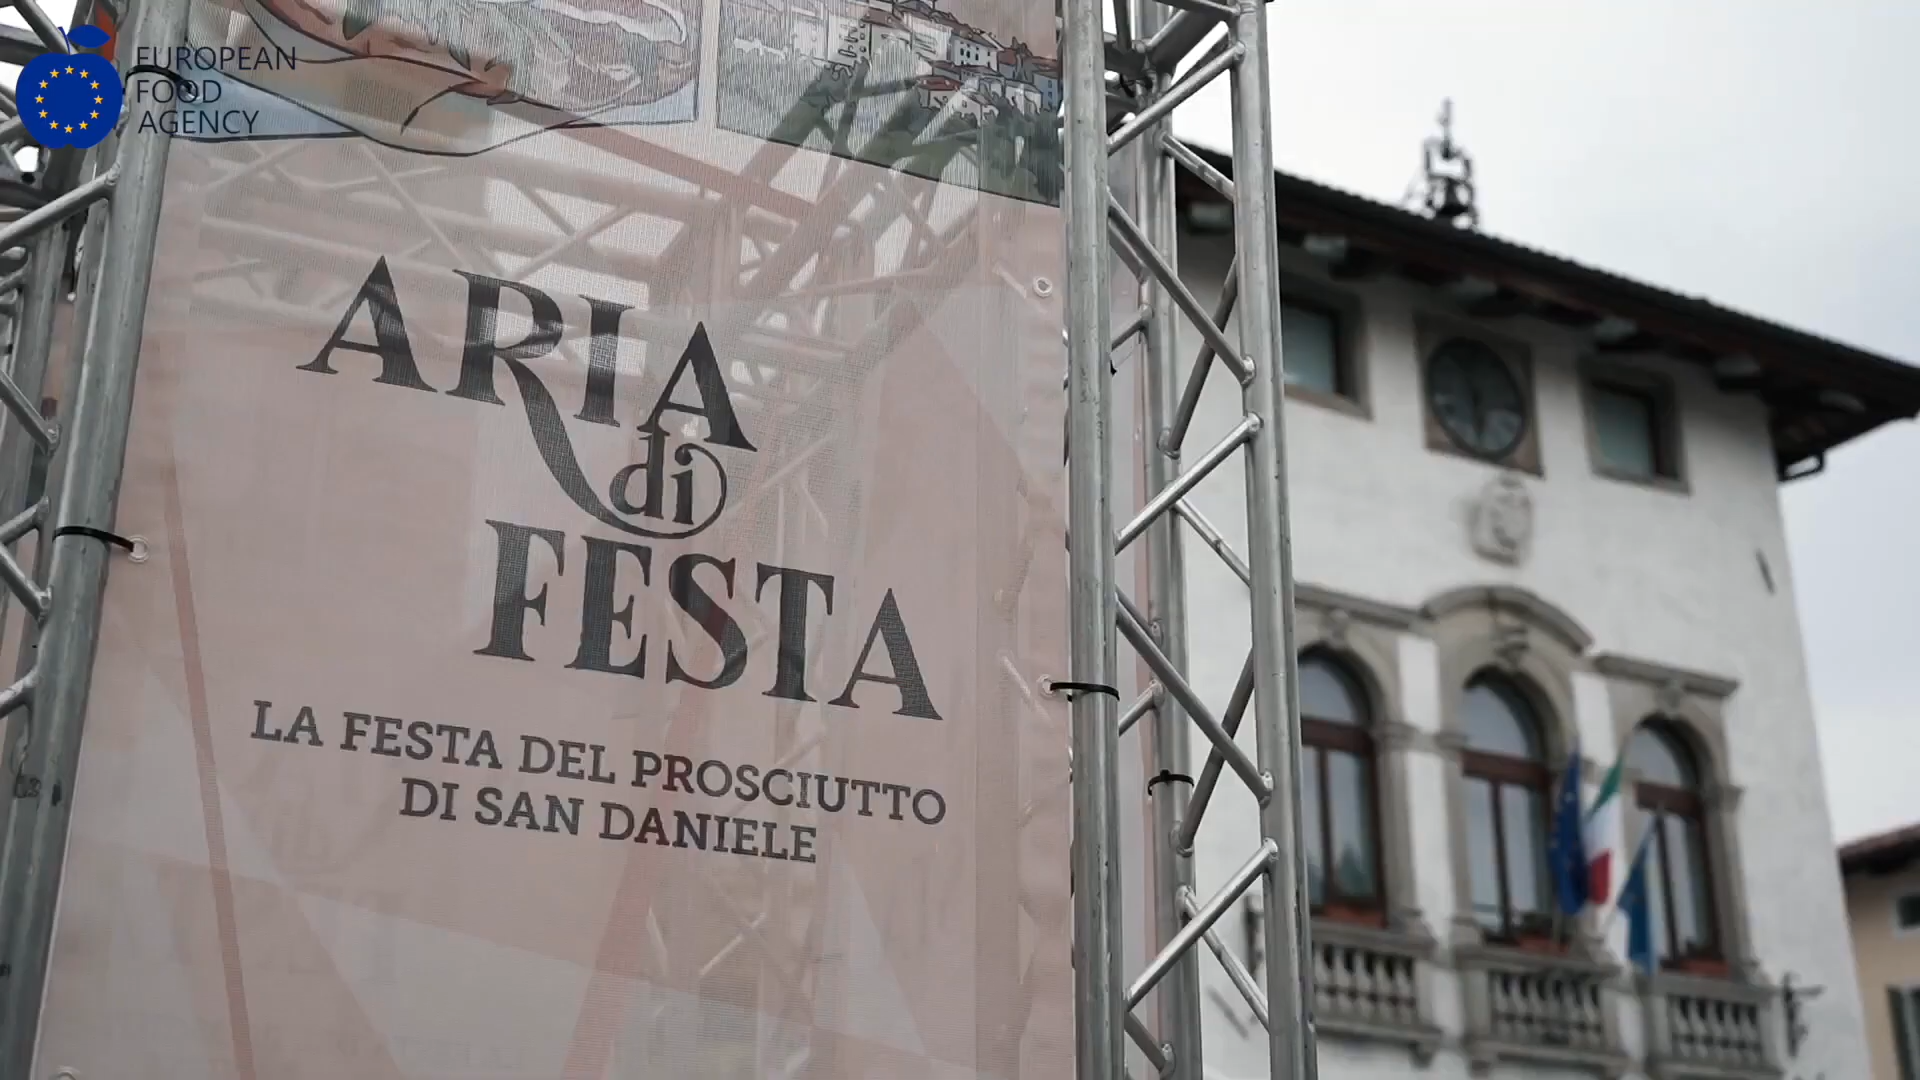 EUROPEAN
FOOD
AGENCY
ARIA
di
FESTA
LA FESTA DEL PROSCIUTTO
DI SAN DANIELE